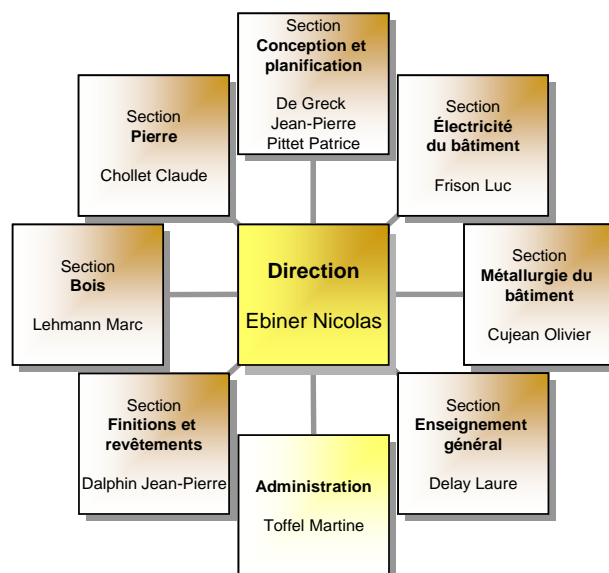 Section
Conception et
planification
De Greck
Jean-Pierre
Pittet Patrice
Section
Pierre
Chollet Claude
Section
Électricité
du bâtiment
Frison Luc
Section
Bois
Lehmann Marc
Direction
Ebiner Nicolas
Section
Métallurgie du
bâtiment
Cujean Olivier
Section
Finitions et
revêtements
Dalphin Jean-Pierre
Administration
Toffel Martine
Section
Enseignement
général
Delay Laure